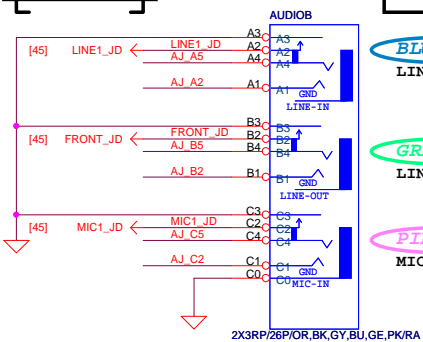 AUDIOB
A3 A3
[45] LINE1_JD LINE1_JD A2 A2
AJ_A5 A4 A4
AJ_A2 A1 A1
GND
LINE-IN
B3 B3
[45] FRONT_JD FRONT_JD B2 B2
AJ_B5 B4 B4
AJ_B2 B1 B1
GND
LINE-OUT
C3 C3
[45] MIC1_JD MIC1_JD C2 C2
AJ_C5 C4 C4
AJ_C2 C1 C1
GND
C0 C0
MIC-IN
2X3RP/26P/OR,BK,GY,BU,GE,PK/RA
BL
LIN
GR
LIN
PI
MIC